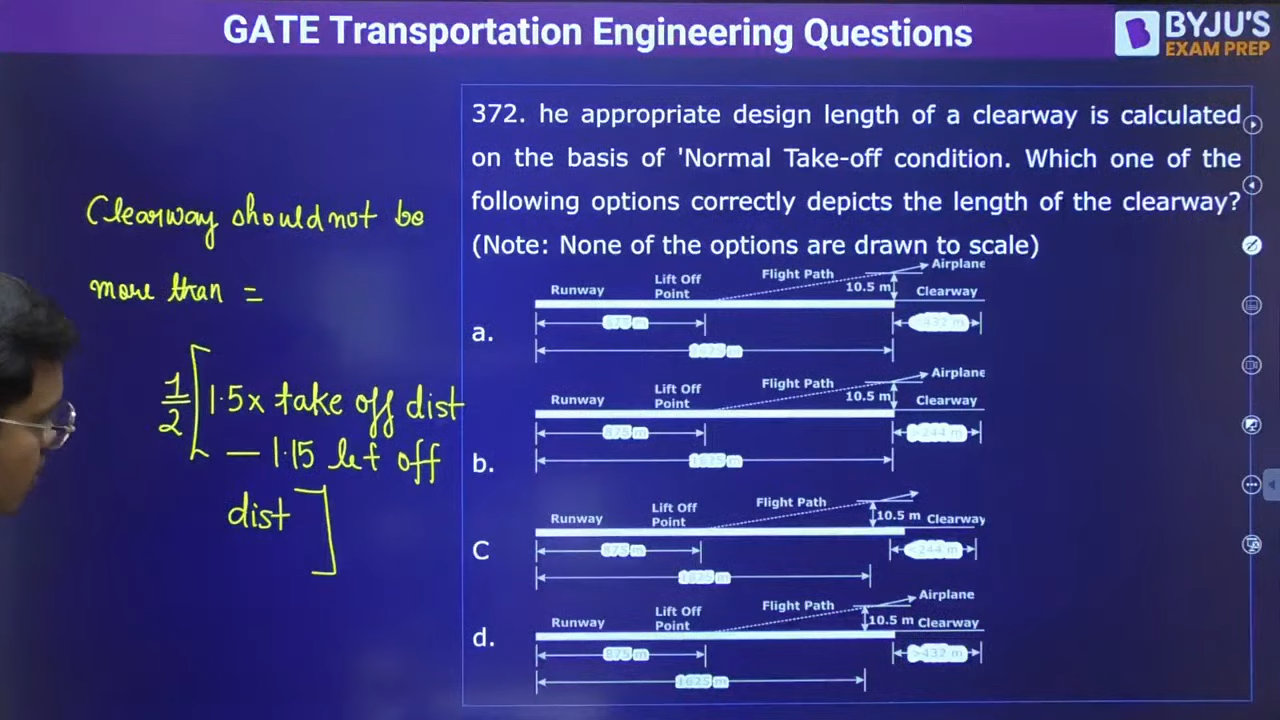 GATE Transportation Engineering Questions
BYJU'S
EXAM PREP
Clearway should not be
more than =
1/2 [1.5x take off dist
— 1.15 lef off
dist ]
372. he appropriate design length of a clearway is calculated
on the basis of 'Normal Take-off condition. Which one of the
following options correctly depicts the length of the clearway?
(Note: None of the options are drawn to scale)
a.
Runway
Lift Off
Point
Flight Path
Airplane
10.5 m
Clearway
875 m
1625 m
432 m
b.
Runway
Lift Off
Point
Flight Path
Airplane
10.5 m
Clearway
875 m
1625 m
>244 m
C
Runway
Lift Off
Point
Flight Path
10.5 m
Clearway
875 m
1625 m
244 m
d.
Runway
Lift Off
Point
Flight Path
Airplane
10.5 m
Clearway
875 m
1625 m
>432 m